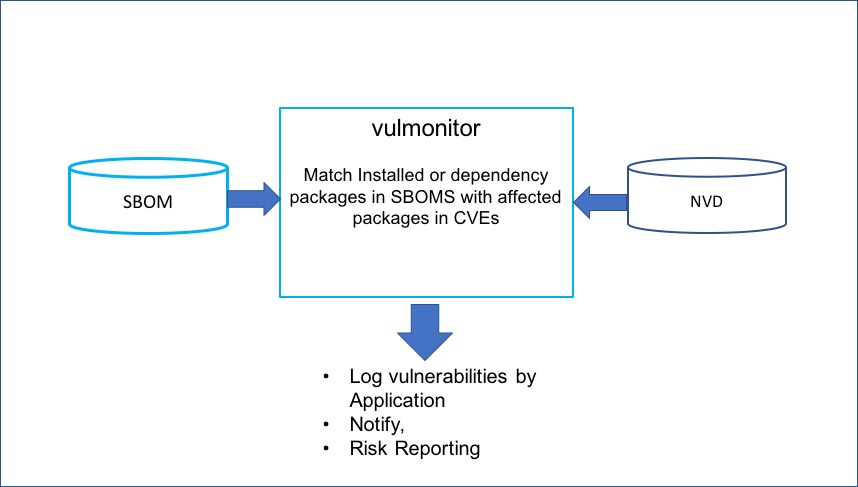 vulmonitor
Match Installed or dependency
packages in SBOMS with affected
packages in CVEs
SBOM
NVD
• Log vulnerabilities by
Application
• Notify,
• Risk Reporting